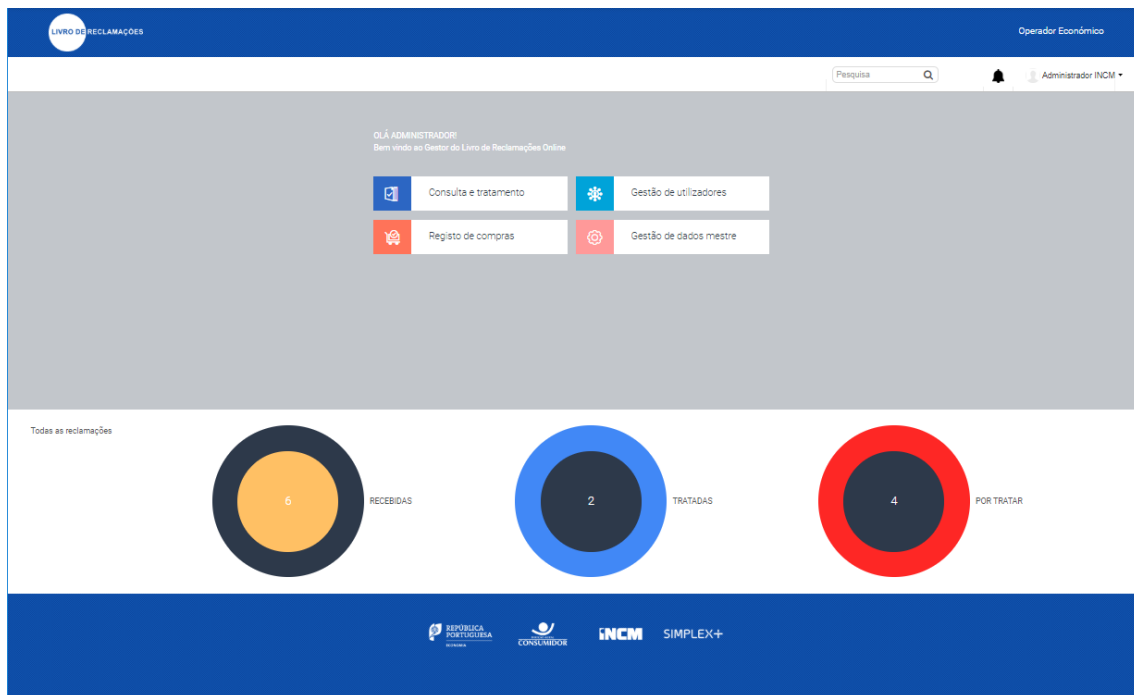 LIVRO DE RECLAMAÇÕES
Operador Económico
Pesquisa
Administrador INCM
OLÁ ADMINISTRADOR!
Bem vindo ao Gestor do Livro de Reclamações Online
Consulta e tratamento
Gestão de utilizadores
Registo de compras
Gestão de dados mestre
Todas as reclamações
6
RECEBIDAS
2
TRATADAS
4
POR TRATAR
REPÚBLICA
PORTUGUESA
CONSUMIDOR
INCM
SIMPLEX+